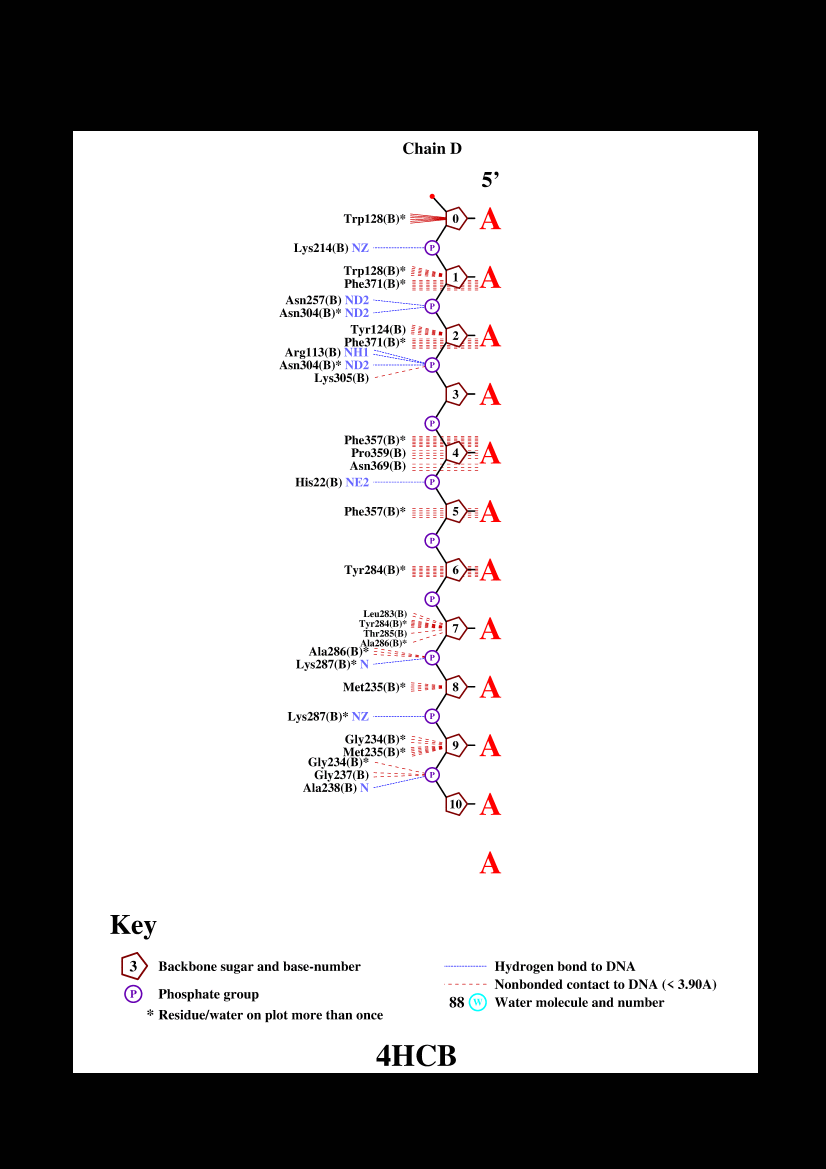 Chain D
5’
Trp128(B)* 0 A
Lys214(B) NZ P
Trp128(B)*
Phe371(B)* 1 A
Asn257(B) ND2
Asn304(B)* ND2 P
Tyr124(B)
Phe371(B)* 2 A
Arg113(B) NH1
Asn304(B)* ND2 P
Lys305(B)
3 A
P
Phe357(B)*
Pro359(B) 4 A
Asn369(B)
His22(B) NE2 P
Phe357(B)* 5 A
P
Tyr284(B)* 6 A
P
Leu283(B)
Tyr284(B)* 7 A
Thr285(B)
Ala286(B)*
Ala286(B)* P
Lys287(B)* N
Met235(B)* 8 A
Lys287(B)* NZ P
Gly234(B)* 9 A
Met235(B)*
Gly234(B)*
Gly237(B) P
Ala238(B) N
10 A
A
Key
3 Backbone sugar and base-number
P Phosphate group
* Residue/water on plot more than once
Hydrogen bond to DNA
Nonbonded contact to DNA (< 3.90A)
88 W Water molecule and number
4HCB